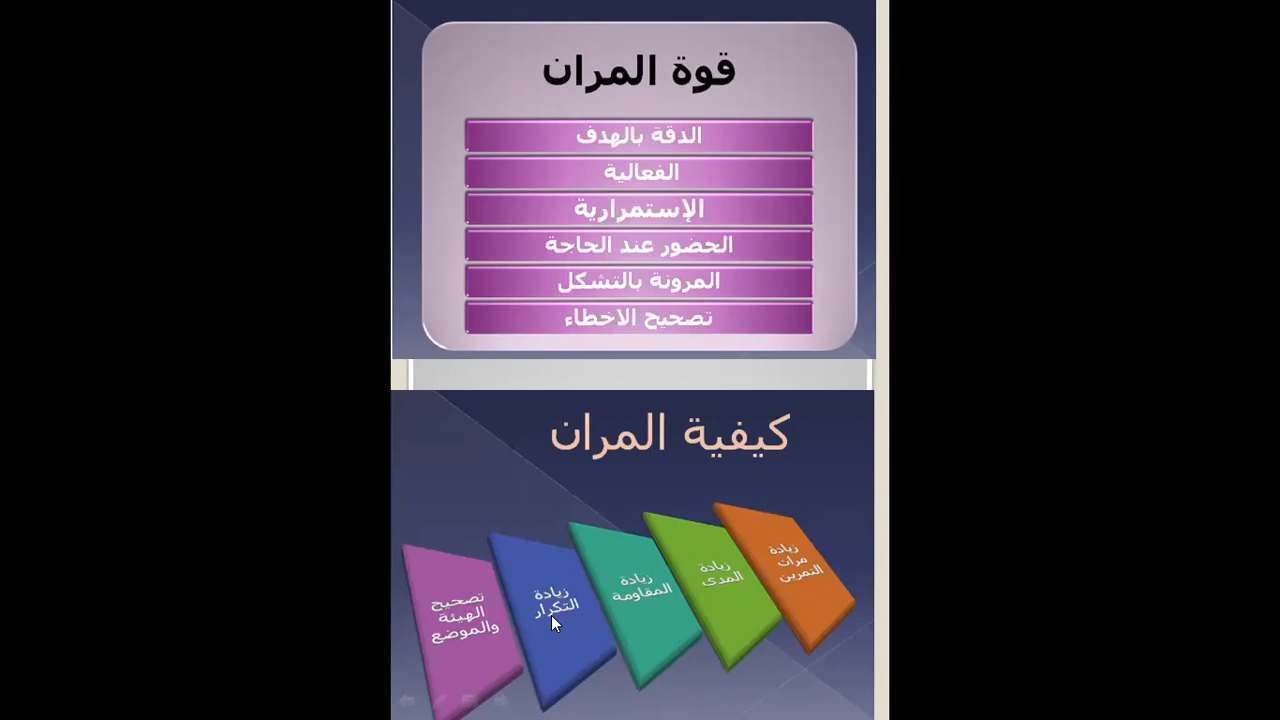 قوة المران
الدقة بالهدف
الفعالية
الإستمرارية
الحضور عند الحاجة
المرونة بالتشكل
تصحيح الاخطاء
كيفية المران
زيادة
مرات
التمرين
زيادة
المدى
زيادة
المقاومة
زيادة
التكرار
تصحيح
الهيئة
والموضع